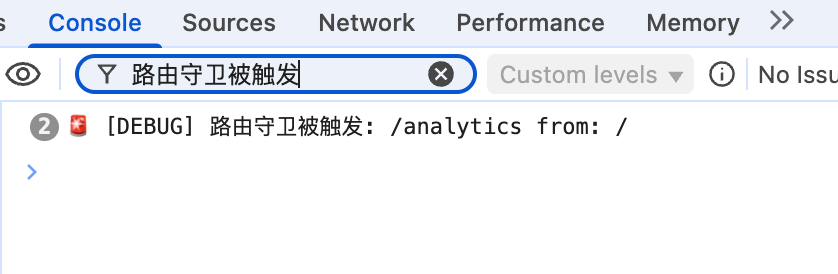 Console Sources Network Performance Memory
路由守卫被触发 Custom levels No Issu
2 [DEBUG] 路由守卫被触发: /analytics from: /